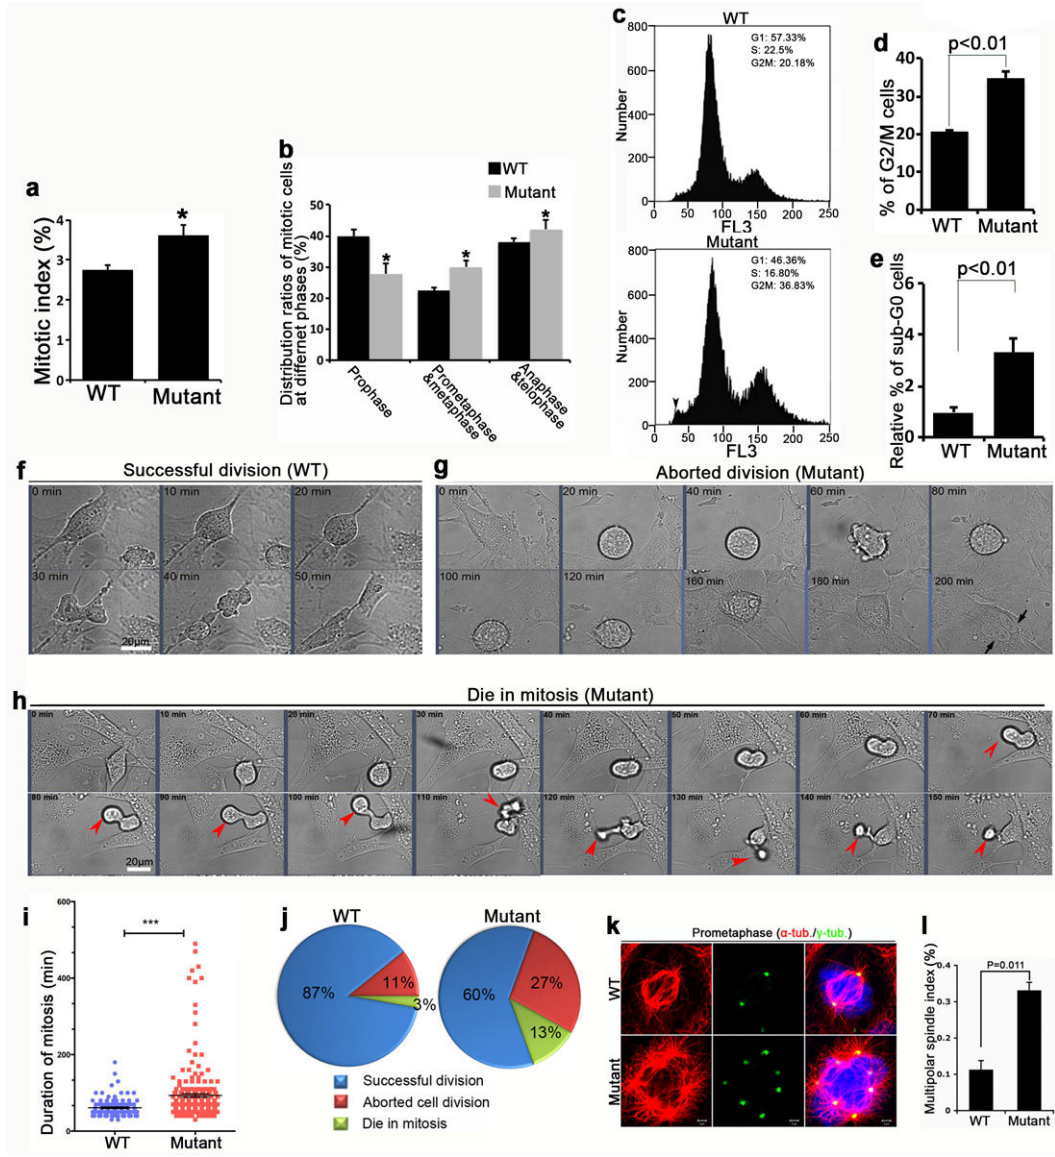 a
Mitotic index (%)
4
3
2
1
0
*
WT
Mutant
b
WT
Mutant
Distribution ratios of mitotic cells
at differnet phases (%)
50
40
30
20
10
0
*
*
*
Prophase
Prometaphase
&metaphase
Anaphase
&telophase
c
WT
G1: 57.33%
S: 22.5%
G2M: 20.18%
Number
800
600
400
200
0
0 50 100 150 200 250
FL3
Mutant
G1: 46.36%
S: 16.80%
G2M: 36.83%
Number
800
600
400
200
0
0 50 100 150 200 250
FL3
d
p<0.01
% of G2/M cells
40
30
20
10
0
WT Mutant
e
p<0.01
Relative % of sub-G0 cells
6
4
2
0
WT Mutant
f
Successful division (WT)
0 min
10 min
20 min
30 min
40 min
50 min
20μm
g
Aborted division (Mutant)
0 min
20 min
40 min
60 min
80 min
100 min
120 min
160 min
180 min
200 min
h
Die in mitosis (Mutant)
0 min
10 min
20 min
30 min
40 min
50 min
60 min
70 min
80 min
90 min
100 min
110 min
120 min
130 min
140 min
150 min
20μm
i
Duration of mitosis (min)
600
400
200
0
***
WT
Mutant
j
WT
87%
11%
3%
Mutant
60%
27%
13%
Successful division
Aborted cell division
Die in mitosis
k
Prometaphase (α-tub./γ-tub.)
WT
Mutant
l
Multipolar spindle index (%)
P=0.011
0.4
0.3
0.2
0.1
0
WT Mutant